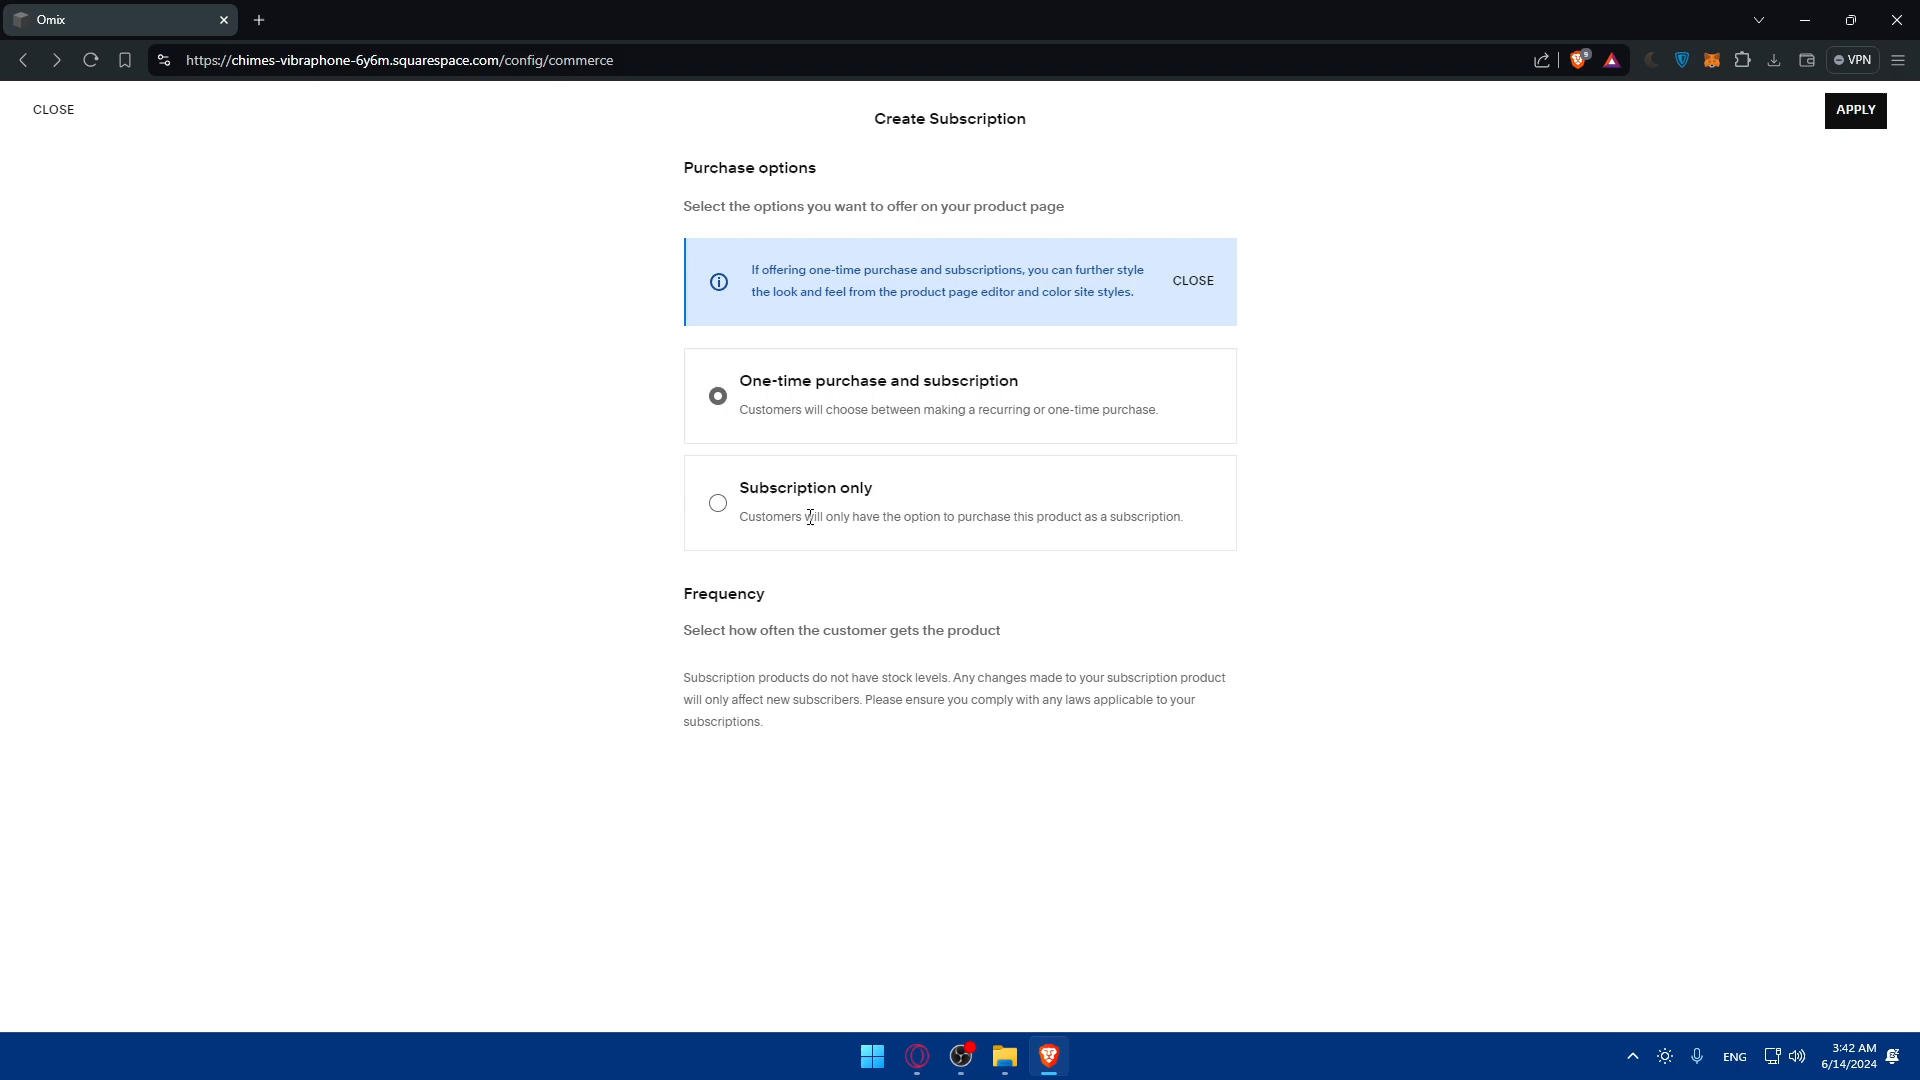 Omix
https://chimes-vibraphone-6y6m.squarespace.com/config/commerce
9
VPN
CLOSE
Create Subscription
APPLY
Purchase options
Select the options you want to offer on your product page
If offering one-time purchase and subscriptions, you can further style
the look and feel from the product page editor and color site styles.
CLOSE
One-time purchase and subscription
Customers will choose between making a recurring or one-time purchase.
Subscription only
Customers will only have the option to purchase this product as a subscription.
Frequency
Select how often the customer gets the product
Subscription products do not have stock levels. Any changes made to your subscription product
will only affect new subscribers. Please ensure you comply with any laws applicable to your
subscriptions.
ENG
3:42 AM
6/14/2024